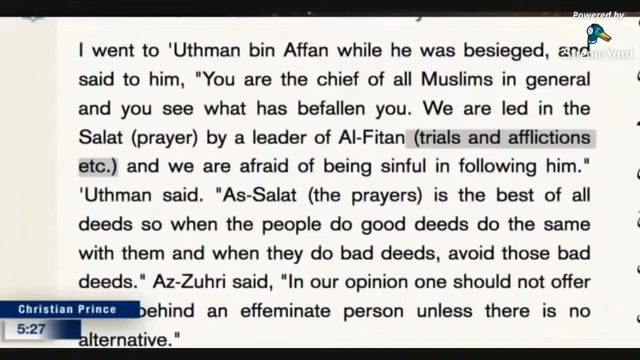 Powered by
StreamYard
I went to 'Uthman bin Affan while he was besieged, and
said to him, "You are the chief of all Muslims in general
and you see what has befallen you. We are led in the
Salat (prayer) by a leader of Al-Fitan (trials and afflictions
etc.) and we are afraid of being sinful in following him."
'Uthman said. "As-Salat (the prayers) is the best of all
deeds so when the people do good deeds do the same
with them and when they do bad deeds, avoid those bad
deeds." Az-Zuhri said, "In our opinion one should not offer
behind an effeminate person unless there is no
alternative."
Christian Prince
5:27